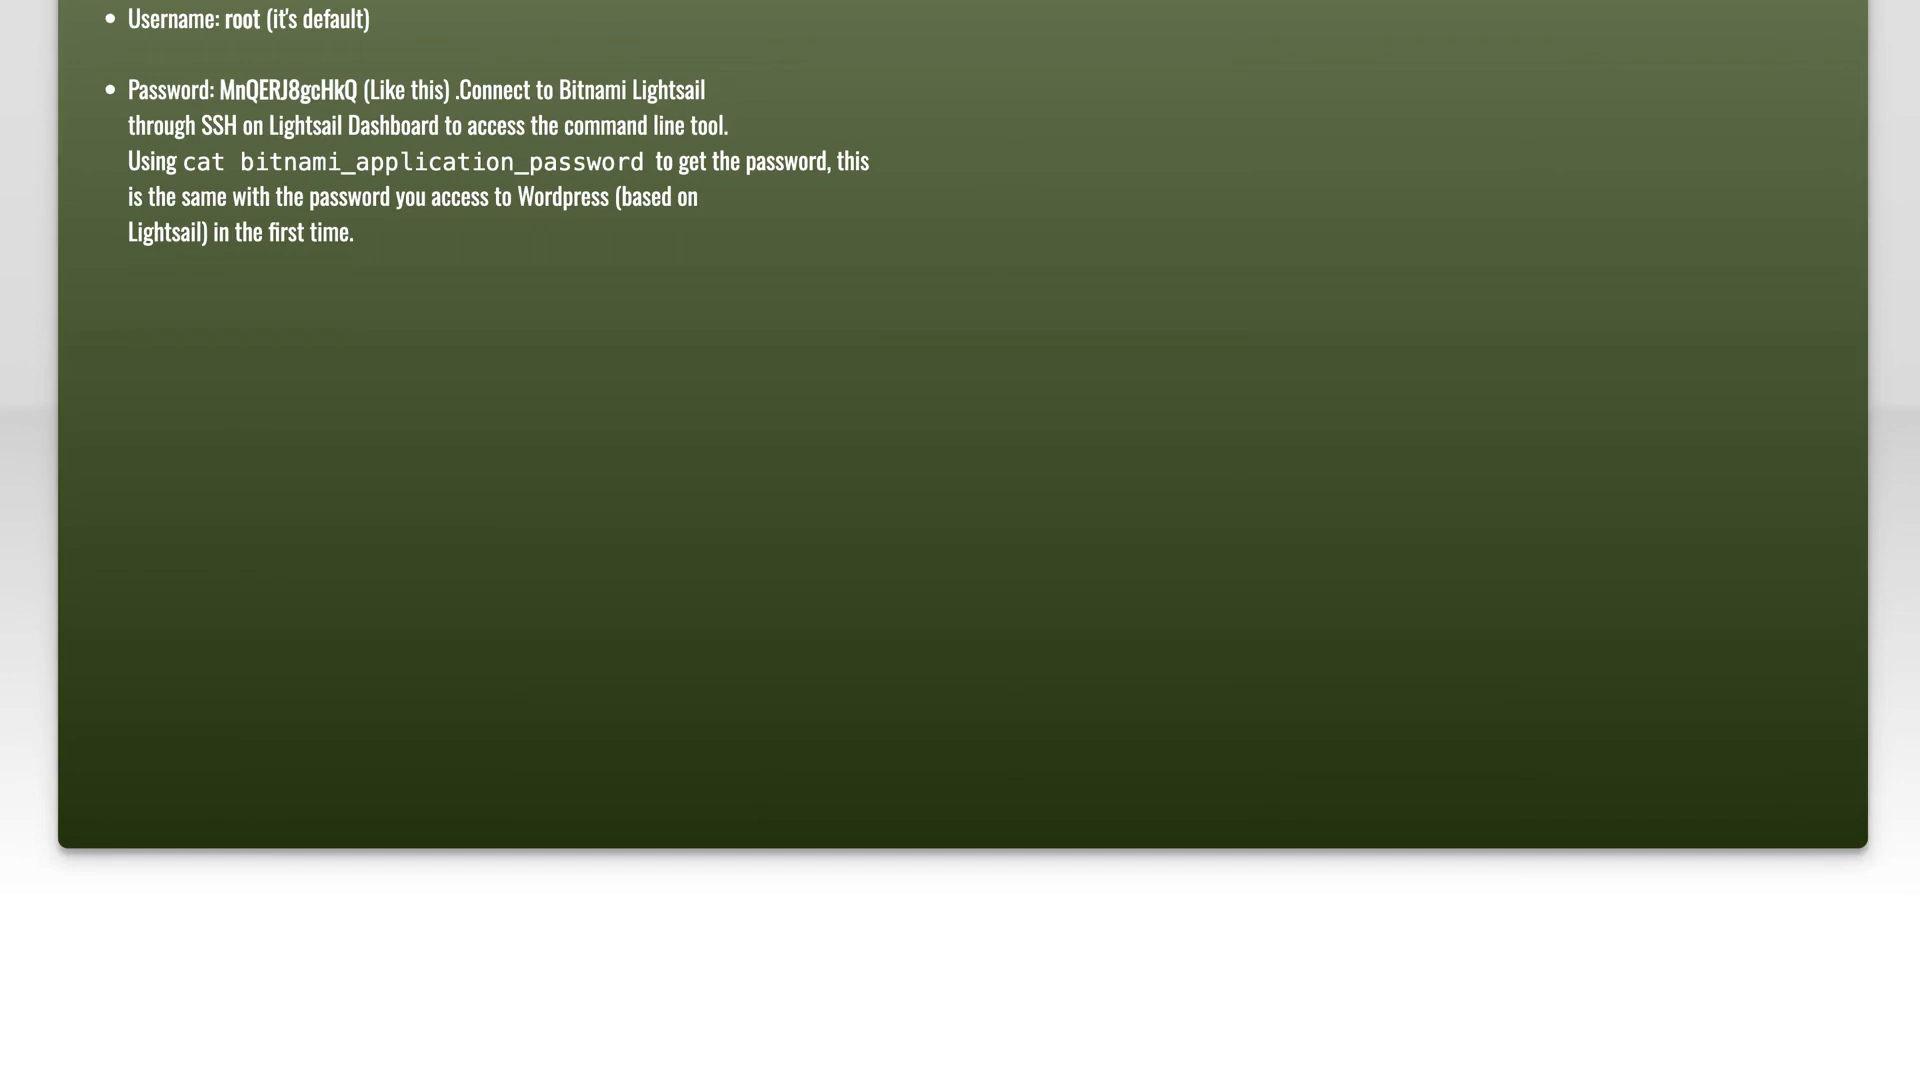 • Username: root (it's default)
• Password: MnQERJ8gcHkQ (Like this) .Connect to Bitnami Lightsail
through SSH on Lightsail Dashboard to access the command line tool.
Using cat bitnami_application_password to get the password, this
is the same with the password you access to Wordpress (based on
Lightsail) in the first time.